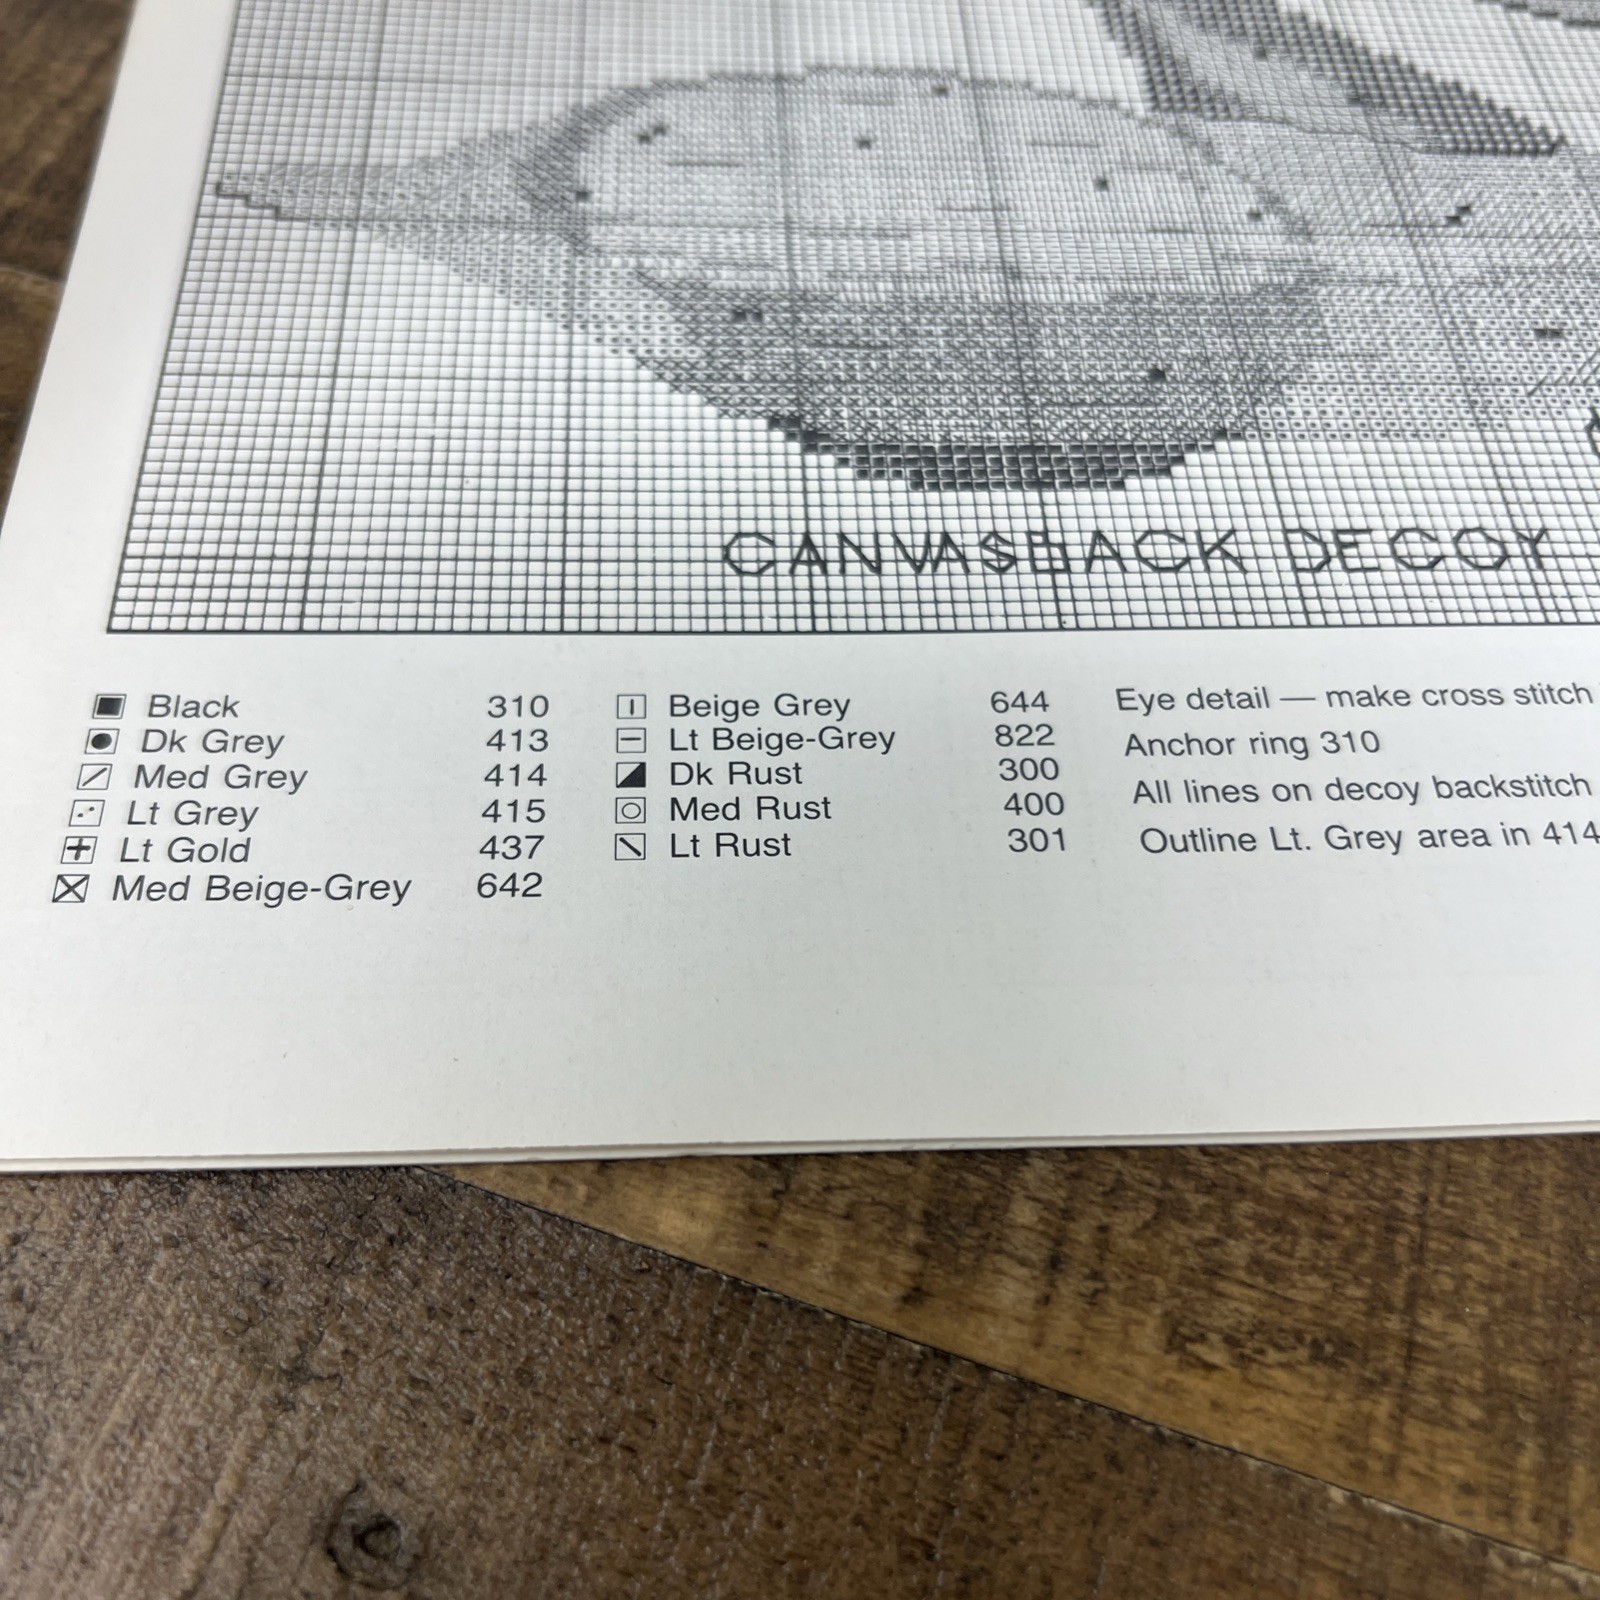 CANVASBACK DECOY
Black 310
Dk Grey 413
Med Grey 414
Lt Grey 415
Lt Gold 437
Med Beige-Grey 642
Beige Grey 644
Lt Beige-Grey 822
Dk Rust 300
Med Rust 400
Lt Rust 301
Eye detail — make cross stitch
Anchor ring 310
All lines on decoy backstitch
Outline Lt. Grey area in 414